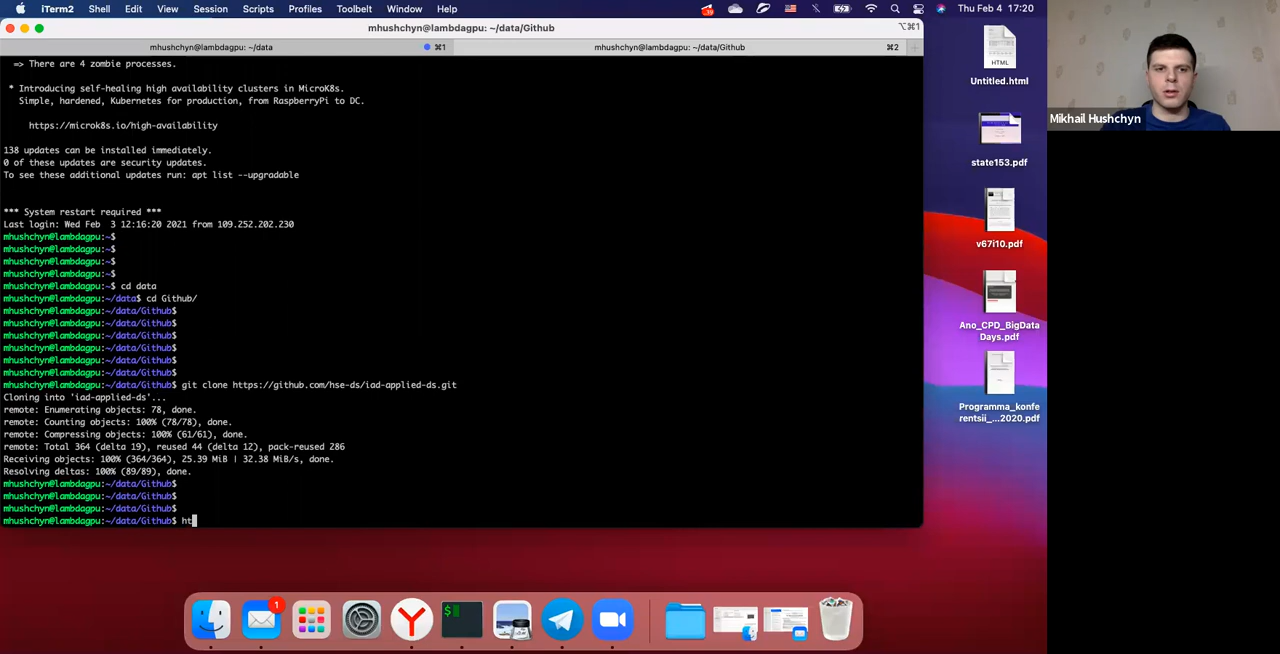 iTerm2 Shell Edit View Session Scripts Profiles Toolbelt Window Help
Thu Feb 4 17:20
mhushchyn@lambdagpu: ~/data/Github
⌥⌘1
mhushchyn@lambdagpu: ~/data
⌘1
mhushchyn@lambdagpu: ~/data/Github
⌘2
=> There are 4 zombie processes.
* Introducing self-healing high availability clusters in MicroK8s.
Simple, hardened, Kubernetes for production, from RaspberryPi to DC.
https://microk8s.io/high-availability
138 updates can be installed immediately.
0 of these updates are security updates.
To see these additional updates run: apt list --upgradable
*** System restart required ***
Last login: Wed Feb  3 12:16:20 2021 from 109.252.202.230
mhushchyn@lambdagpu:~$
mhushchyn@lambdagpu:~$
mhushchyn@lambdagpu:~$
mhushchyn@lambdagpu:~$
mhushchyn@lambdagpu:~$ cd data
mhushchyn@lambdagpu:~/data$ cd Github/
mhushchyn@lambdagpu:~/data/Github$
mhushchyn@lambdagpu:~/data/Github$
mhushchyn@lambdagpu:~/data/Github$
mhushchyn@lambdagpu:~/data/Github$
mhushchyn@lambdagpu:~/data/Github$
mhushchyn@lambdagpu:~/data/Github$
mhushchyn@lambdagpu:~/data/Github$ git clone https://github.com/hse-ds/iad-applied-ds.git
Cloning into 'iad-applied-ds'...
remote: Enumerating objects: 78, done.
remote: Counting objects: 100% (78/78), done.
remote: Compressing objects: 100% (61/61), done.
remote: Total 364 (delta 19), reused 44 (delta 12), pack-reused 286
Receiving objects: 100% (364/364), 25.39 MiB | 32.38 MiB/s, done.
Resolving deltas: 100% (89/89), done.
mhushchyn@lambdagpu:~/data/Github$
mhushchyn@lambdagpu:~/data/Github$
mhushchyn@lambdagpu:~/data/Github$
mhushchyn@lambdagpu:~/data/Github$ ht
HTML
Untitled.html
state153.pdf
v67i10.pdf
Ano_CPD_BigData
Days.pdf
Programma_konfe
rentsii_...2020.pdf
Mikhail Hushchyn
1
$